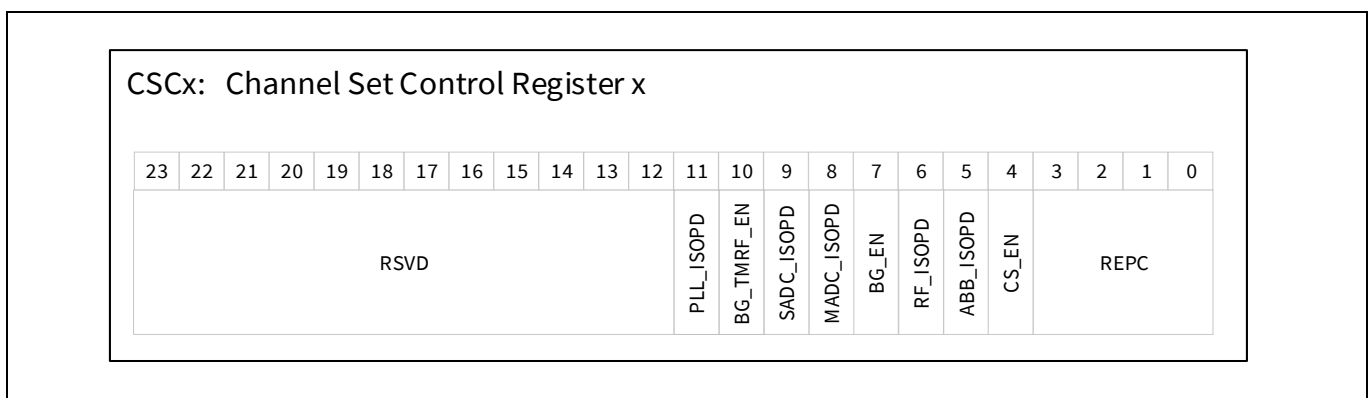 CSCx: Channel Set Control Register x
23 22 21 20 19 18 17 16 15 14 13 12 11 10 9 8 7 6 5 4 3 2 1 0
RSVD PLL_ISOPD BG_TMRF_EN SADC_ISOPD MADC_ISOPD BG_EN RF_ISOPD ABB_ISOPD CS_EN REPC